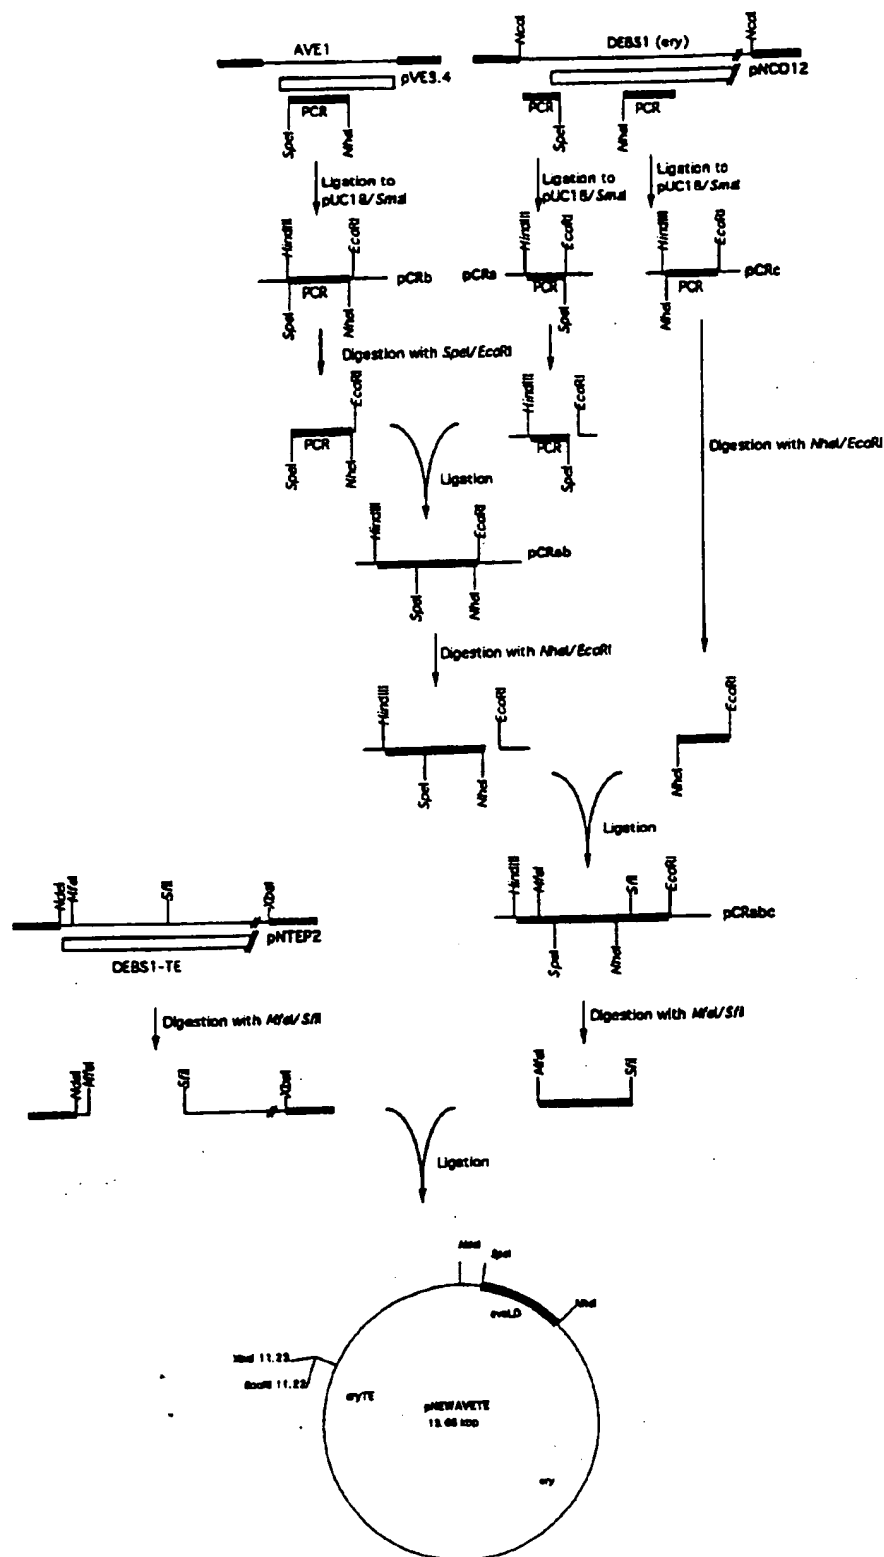 AVE1
pVE3.4
PCR
SpeI
NheI
NcoI
DEBS1 (ery)
NcoI
pNCO12
PCR
SpeI
NheI
Ligation to
pUC18/SmaI
Ligation to
pUC18/SmaI
Ligation to
pUC18/SmaI
HindIII
EcoRI
pCRb
PCR
SpeI
NheI
HindIII
EcoRI
pCRa
PCR
SpeI
HindIII
EcoRI
pCRc
PCR
NheI
Digestion with SpeI/EcoRI
EcoRI
PCR
SpeI
NheI
HindIII
EcoRI
PCR
SpeI
Digestion with NheI/EcoRI
Ligation
HindIII
EcoRI
pCRab
SpeI
NheI
Digestion with NheI/EcoRI
HindIII
EcoRI
SpeI
NheI
EcoRI
NheI
Ligation
NdeI
MfeI
SfiI
XbaI
pNTEP2
DEBS1-TE
HindIII
MfeI
SfiI
EcoRI
pCRabc
SpeI
NheI
Digestion with MfeI/SfiI
Digestion with MfeI/SfiI
NdeI
MfeI
SfiI
XbaI
MfeI
SfiI
Ligation
SpeI
NheI
aveLD
XbaI 11.23
EcoRI 11.22
eryTE
pNEWAVETE
13.66 kbp
ery